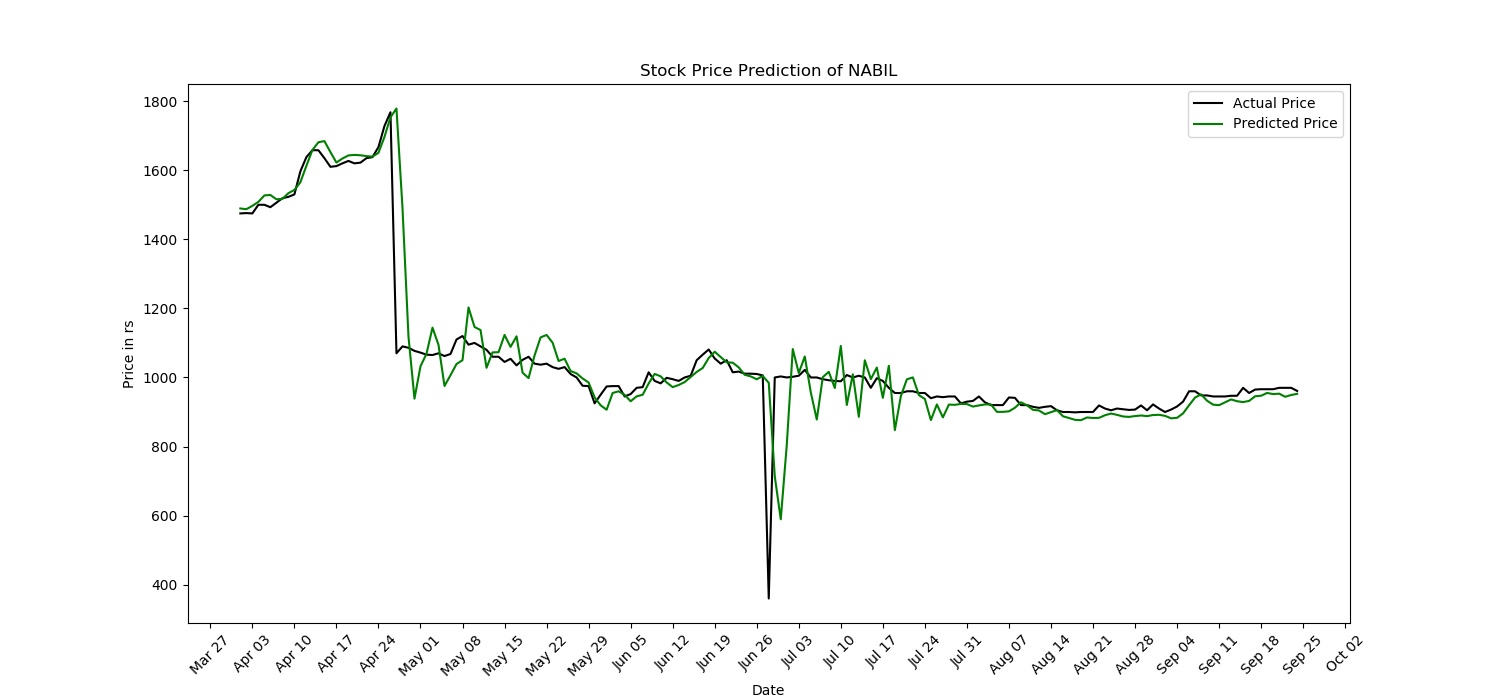 Stock Price Prediction of NABIL
Actual Price
Predicted Price
Price in rs
1800
1600
1400
1200
1000
800
600
400
Mar 27
Apr 03
Apr 10
Apr 17
Apr 24
May 01
May 08
May 15
May 22
May 29
Jun 05
Jun 12
Jun 19
Jun 26
Jul 03
Jul 10
Jul 17
Jul 24
Jul 31
Aug 07
Aug 14
Aug 21
Aug 28
Sep 04
Sep 11
Sep 18
Sep 25
Oct 02
Date